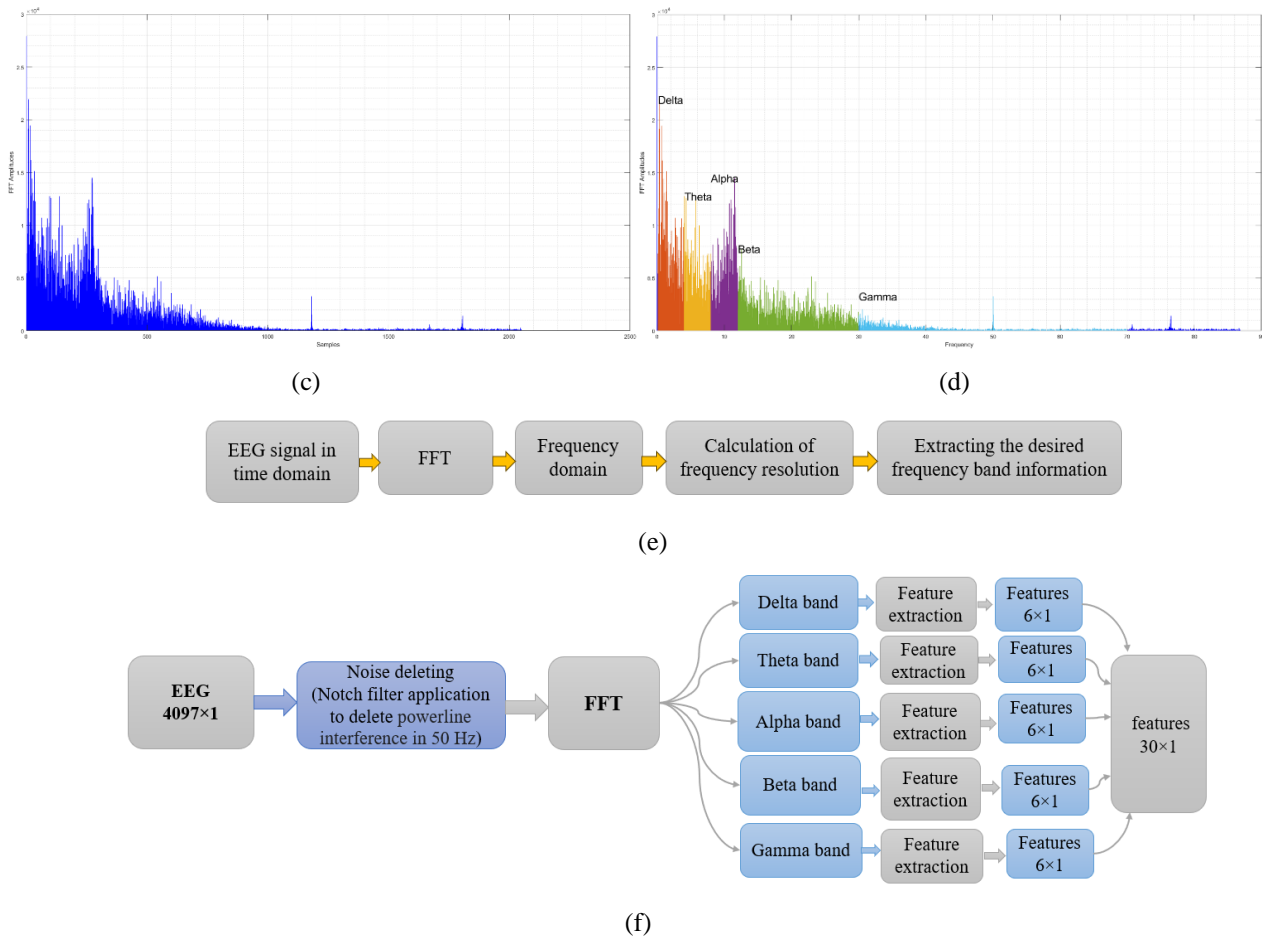 ×10⁴
3
2.5
2
1.5
1
0.5
0
FFT Amplitudes
0
500
1000
1500
2000
2500
Samples
(c)
3
2.5
2
1.5
1
0.5
0
FFT Amplitudes
Delta
Theta
Alpha
Beta
Gamma
0
10
20
30
40
50
60
70
80
Frequency
(d)
EEG signal in
time domain
FFT
Frequency
domain
Calculation of
frequency resolution
Extracting the desired
frequency band information
(e)
EEG
4097×1
Noise deleting
(Notch filter application
to delete powerline
interference in 50 Hz)
FFT
Delta band
Feature
extraction
Features
6×1
Theta band
Feature
extraction
Features
6×1
Alpha band
Feature
extraction
Features
6×1
Beta band
Feature
extraction
Features
6×1
Gamma band
Feature
extraction
Features
6×1
features
30×1
(f)